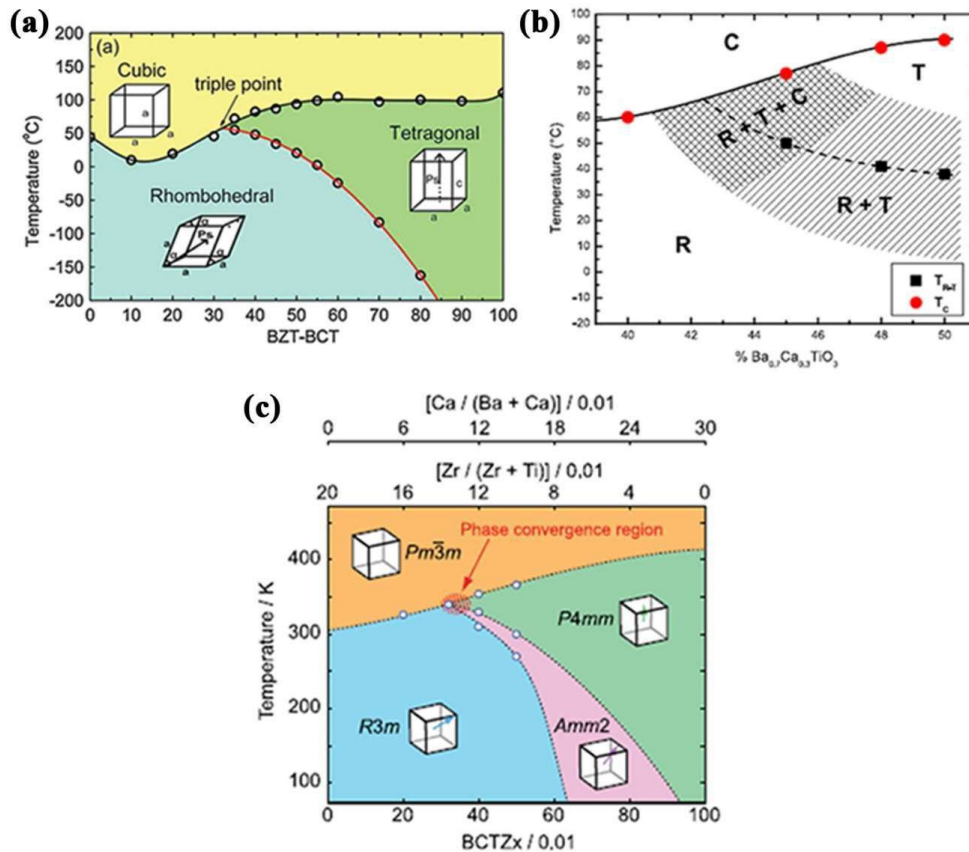 (a)
(a)
Cubic
a
a
a
triple point
Tetragonal
Ps
c
a
a
Rhombohedral
Ps
a
α
α
α
a
a
Temperature (°C)
200
150
100
50
0
-50
-100
-150
-200
0 10 20 30 40 50 60 70 80 90 100
BZT-BCT
(b)
C
T
R + T + C
R + T
R
Temperature (°C)
100
90
80
70
60
50
40
30
20
10
0
-10
-20
40 42 44 46 48 50
% Ba0,7Ca0,3TiO3
TR-T
TC
(c)
[Ca / (Ba + Ca)] / 0.01
0 6 12 18 24 30
[Zr / (Zr + Ti)] / 0.01
20 16 12 8 4 0
Phase convergence region
Pm3̅m
P4mm
R3m
Amm2
Temperature / K
400
300
200
100
0 20 40 60 80 100
BCTZx / 0.01